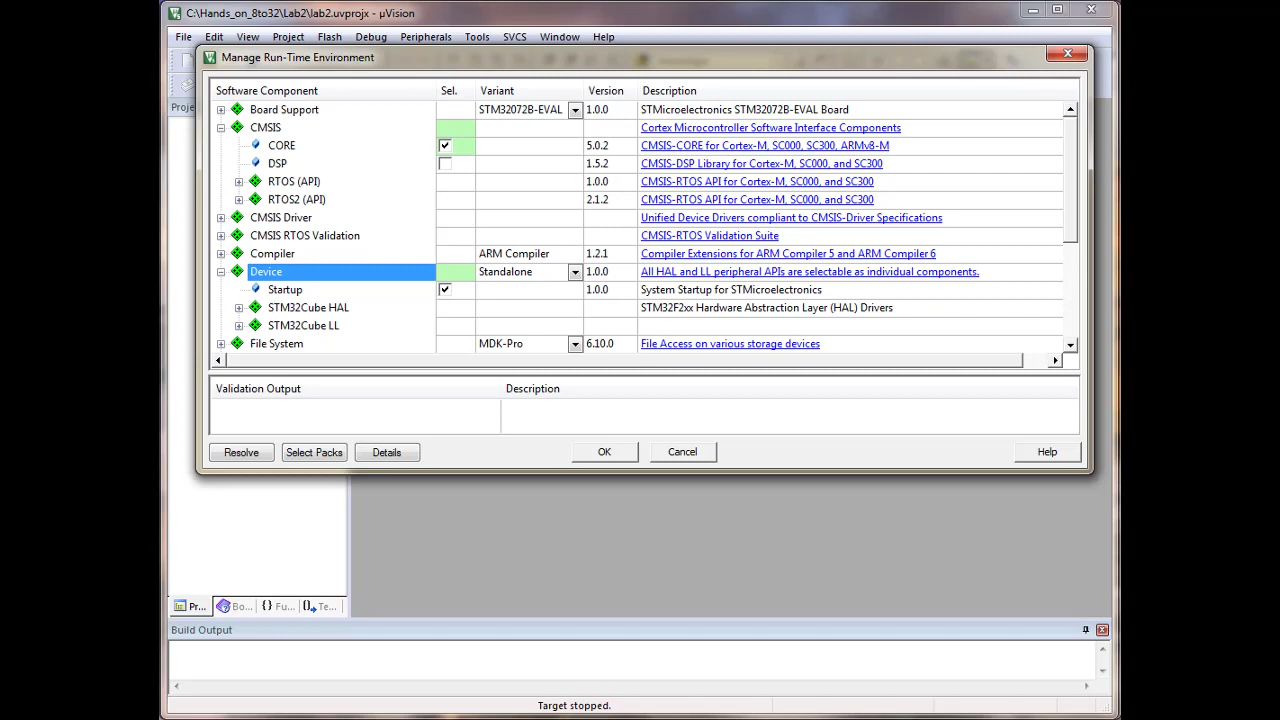 C:\Hands_on_8to32\Lab2\lab2.uvprojx - µVision
File Edit View Project Flash Debug Peripherals Tools SVCS Window Help
Manage Run-Time Environment
Software Component Sel. Variant Version Description
Board Support STM32072B-EVAL 1.0.0 STMicroelectronics STM32072B-EVAL Board
CMSIS Cortex Microcontroller Software Interface Components
CORE 5.0.2 CMSIS-CORE for Cortex-M, SC000, SC300, ARMv8-M
DSP 1.5.2 CMSIS-DSP Library for Cortex-M, SC000, and SC300
RTOS (API) 1.0.0 CMSIS-RTOS API for Cortex-M, SC000, and SC300
RTOS2 (API) 2.1.2 CMSIS-RTOS API for Cortex-M, SC000, and SC300
CMSIS Driver Unified Device Drivers compliant to CMSIS-Driver Specifications
CMSIS RTOS Validation CMSIS-RTOS Validation Suite
Compiler ARM Compiler 1.2.1 Compiler Extensions for ARM Compiler 5 and ARM Compiler 6
Device Standalone 1.0.0 All HAL and LL peripheral APIs are selectable as individual components.
Startup 1.0.0 System Startup for STMicroelectronics
STM32Cube HAL STM32F2xx Hardware Abstraction Layer (HAL) Drivers
STM32Cube LL
File System MDK-Pro 6.10.0 File Access on various storage devices
Validation Output Description
Resolve Select Packs Details OK Cancel Help
Proje
Pr... Bo... {} Fu... Te...
Build Output
Target stopped.